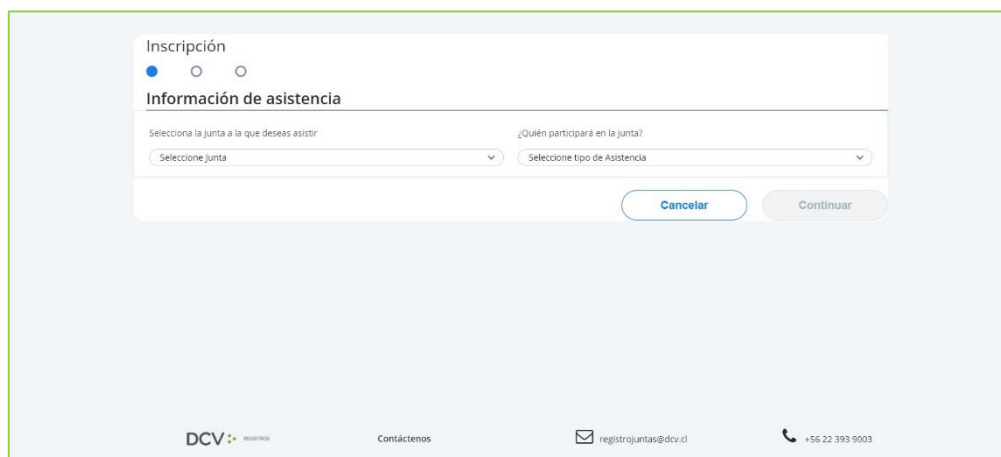 Inscripción
Información de asistencia
Selecciona la junta a la que deseas asistir
¿Quién participará en la junta?
Seleccione Junta
Seleccione tipo de Asistencia
Cancelar
Continuar
DCV REGISTROS
Contáctenos
registrojuntas@dcv.cl
+56 22 393 9003